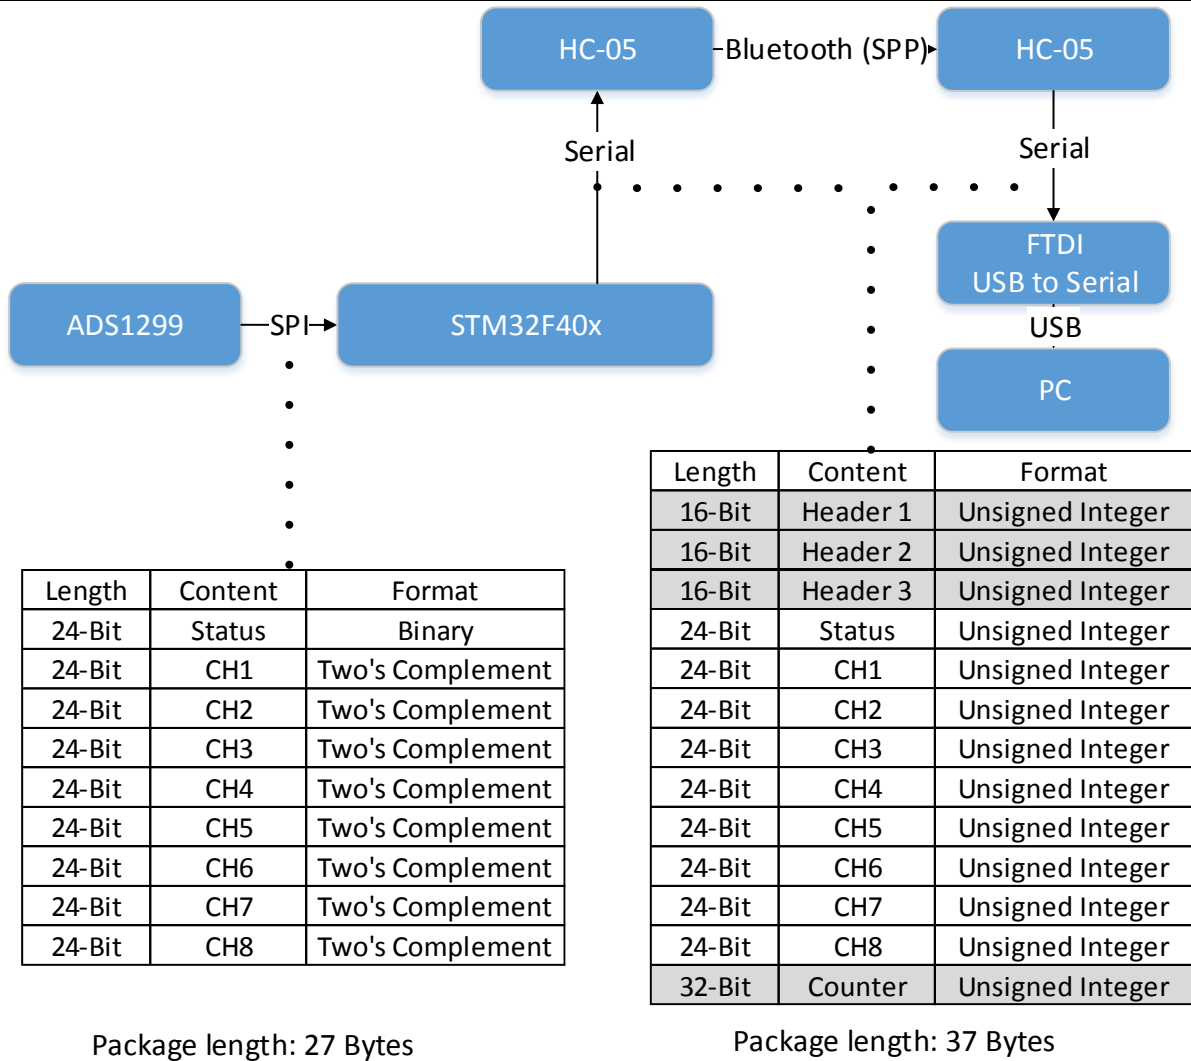 HC-05
Bluetooth (SPP)
HC-05
Serial
Serial
FTDI
USB to Serial
ADS1299
SPI
STM32F40x
USB
PC
Length Content Format
24-Bit Status Binary
24-Bit CH1 Two's Complement
24-Bit CH2 Two's Complement
24-Bit CH3 Two's Complement
24-Bit CH4 Two's Complement
24-Bit CH5 Two's Complement
24-Bit CH6 Two's Complement
24-Bit CH7 Two's Complement
24-Bit CH8 Two's Complement
Package length: 27 Bytes
Length Content Format
16-Bit Header 1 Unsigned Integer
16-Bit Header 2 Unsigned Integer
16-Bit Header 3 Unsigned Integer
24-Bit Status Unsigned Integer
24-Bit CH1 Unsigned Integer
24-Bit CH2 Unsigned Integer
24-Bit CH3 Unsigned Integer
24-Bit CH4 Unsigned Integer
24-Bit CH5 Unsigned Integer
24-Bit CH6 Unsigned Integer
24-Bit CH7 Unsigned Integer
24-Bit CH8 Unsigned Integer
32-Bit Counter Unsigned Integer
Package length: 37 Bytes